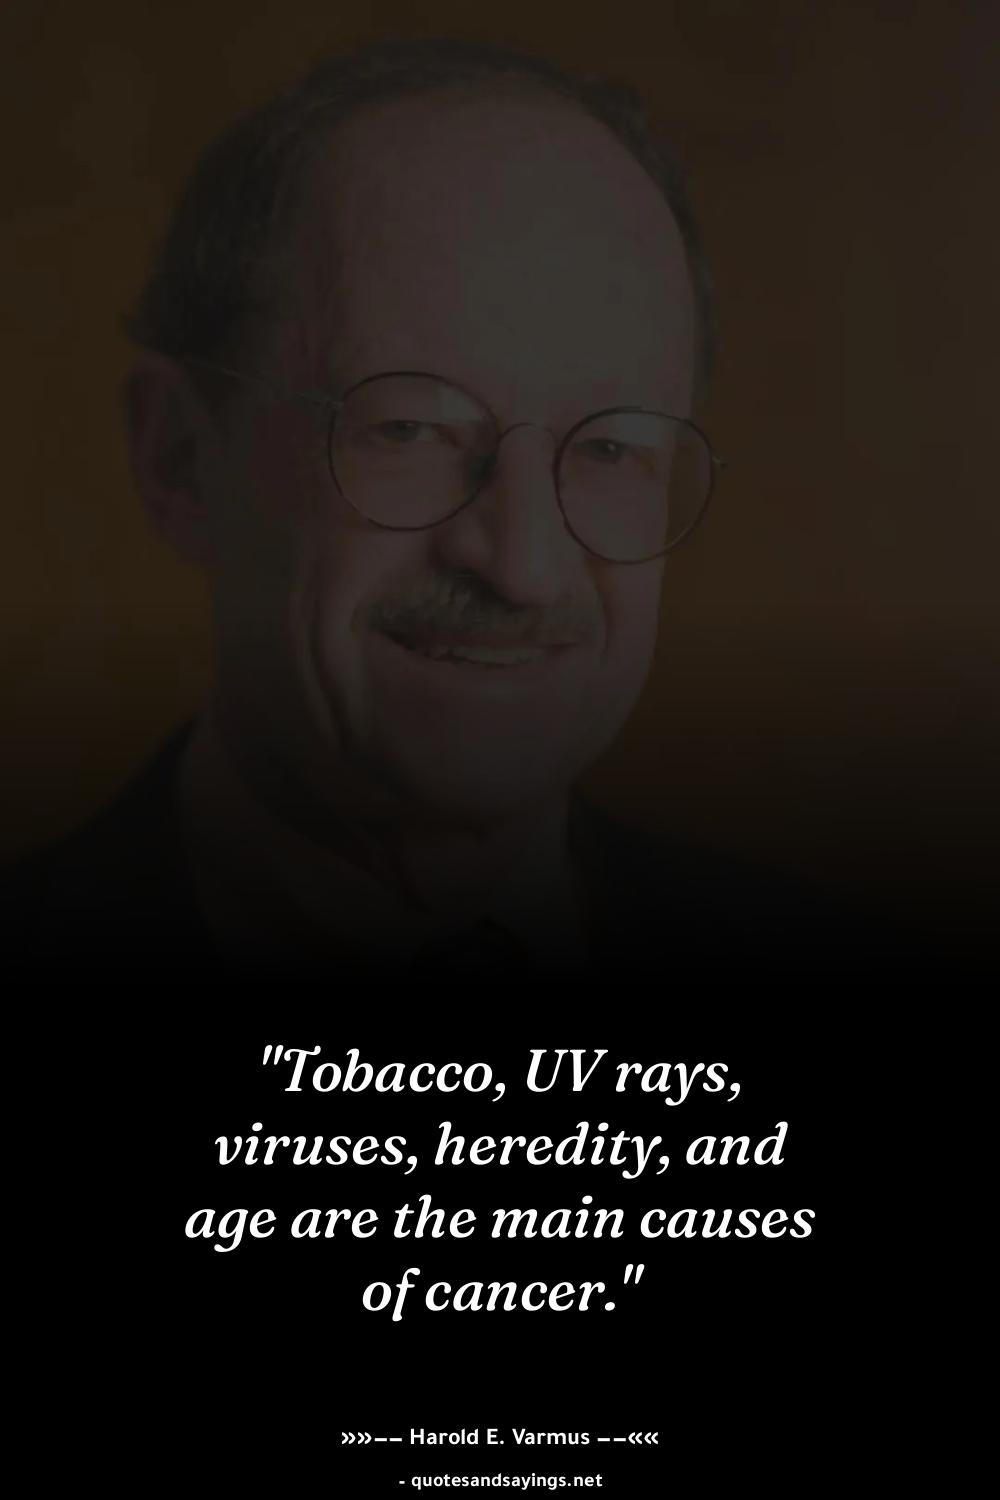 "Tobacco, UV rays,
viruses, heredity, and
age are the main causes
of cancer."
»»−− Harold E. Varmus −−««
- quotesandsayings.net